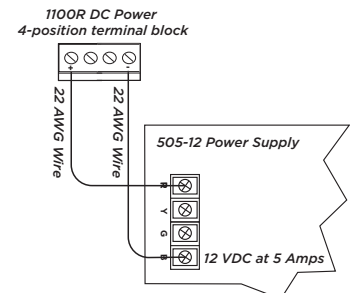 1100R DC Power
4-position terminal block
+ -
22 AWG Wire
22 AWG Wire
505-12 Power Supply
R
Y
G
B
12 VDC at 5 Amps